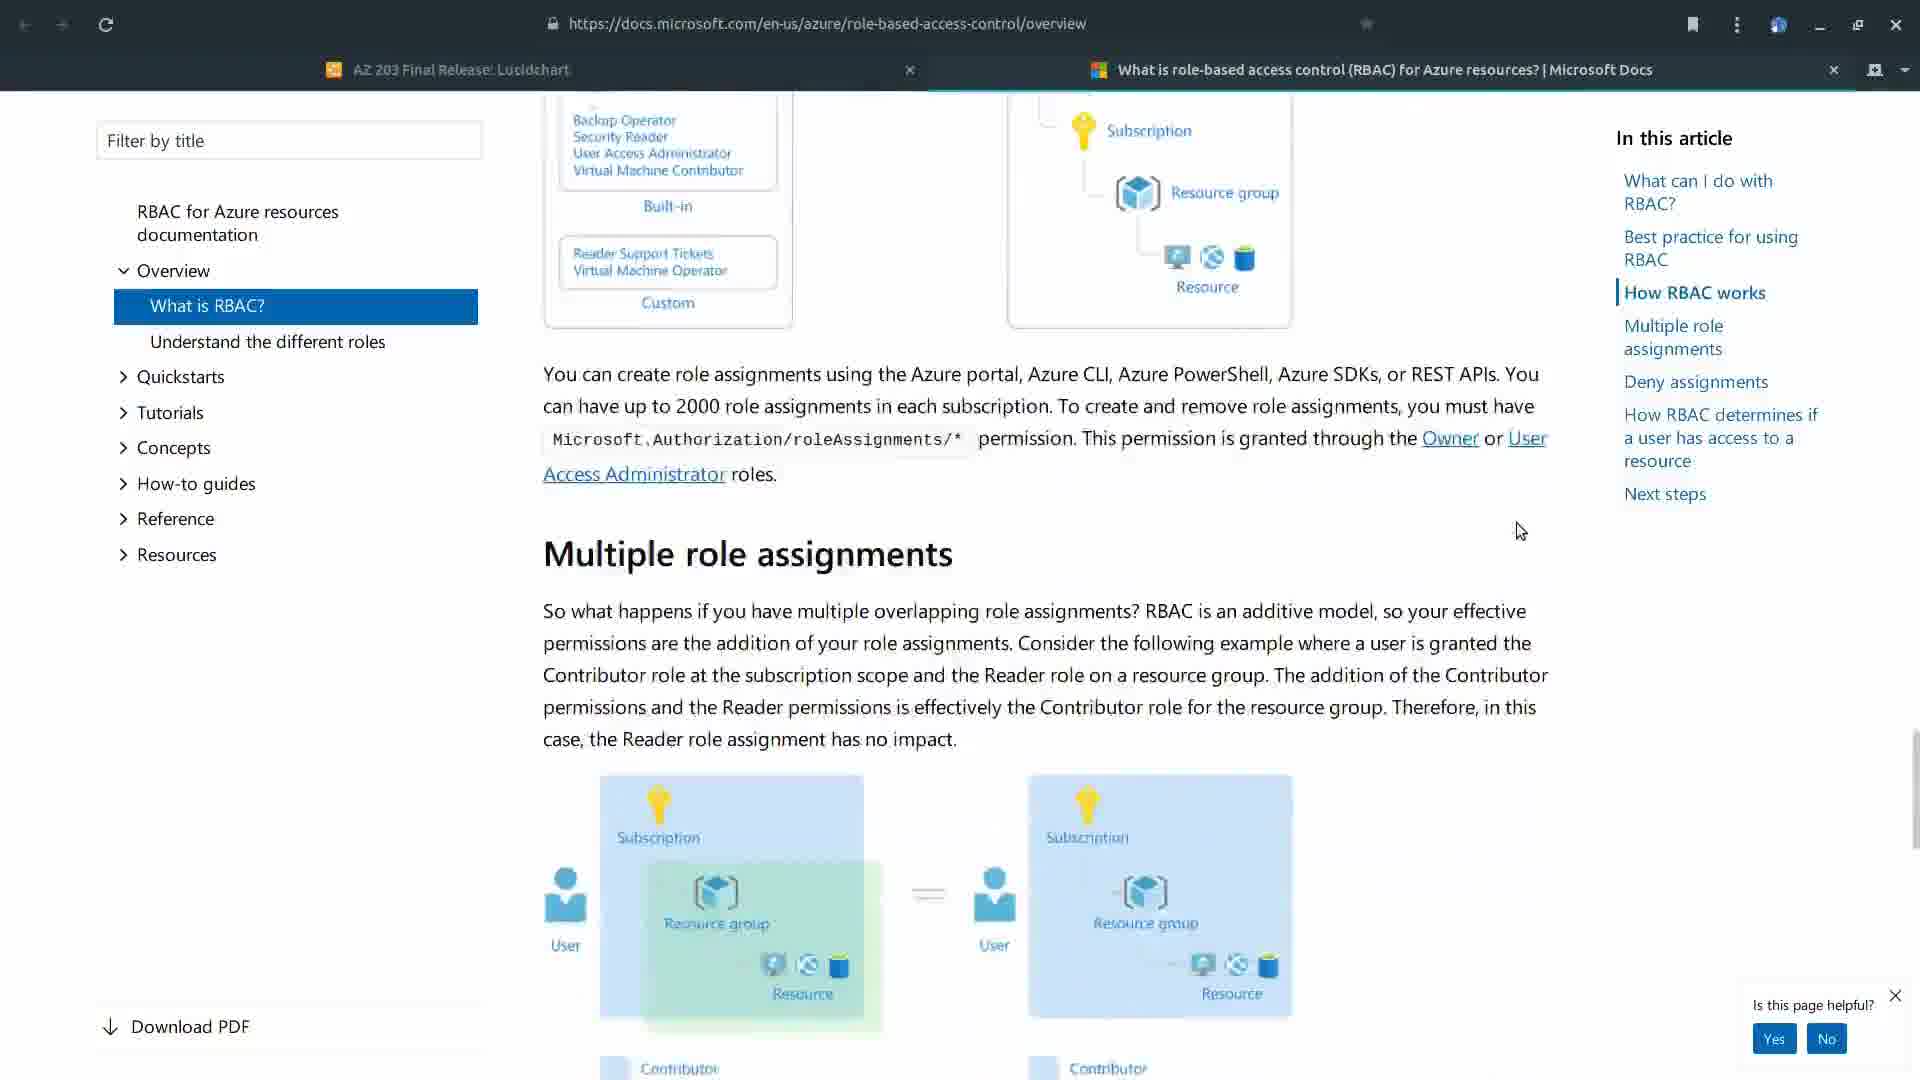 https://docs.microsoft.com/en-us/azure/role-based-access-control/overview
AZ 203 Final Release: Lucidchart
What is role-based access control (RBAC) for Azure resources? | Microsoft Docs
Filter by title
RBAC for Azure resources
documentation
Overview
What is RBAC?
Understand the different roles
Quickstarts
Tutorials
Concepts
How-to guides
Reference
Resources
Download PDF
Backup Operator
Security Reader
User Access Administrator
Virtual Machine Contributor
Built-in
Reader Support Tickets
Virtual Machine Operator
Custom
Subscription
Resource group
Resource
You can create role assignments using the Azure portal, Azure CLI, Azure PowerShell, Azure SDKs, or REST APIs. You
can have up to 2000 role assignments in each subscription. To create and remove role assignments, you must have
Microsoft.Authorization/roleAssignments/* permission. This permission is granted through the Owner or User
Access Administrator roles.
Multiple role assignments
So what happens if you have multiple overlapping role assignments? RBAC is an additive model, so your effective
permissions are the addition of your role assignments. Consider the following example where a user is granted the
Contributor role at the subscription scope and the Reader role on a resource group. The addition of the Contributor
permissions and the Reader permissions is effectively the Contributor role for the resource group. Therefore, in this
case, the Reader role assignment has no impact.
Subscription
Resource group
User
Resource
Contributor
Subscription
Resource group
User
Resource
Contributor
In this article
What can I do with
RBAC?
Best practice for using
RBAC
How RBAC works
Multiple role
assignments
Deny assignments
How RBAC determines if
a user has access to a
resource
Next steps
Is this page helpful?
Yes
No